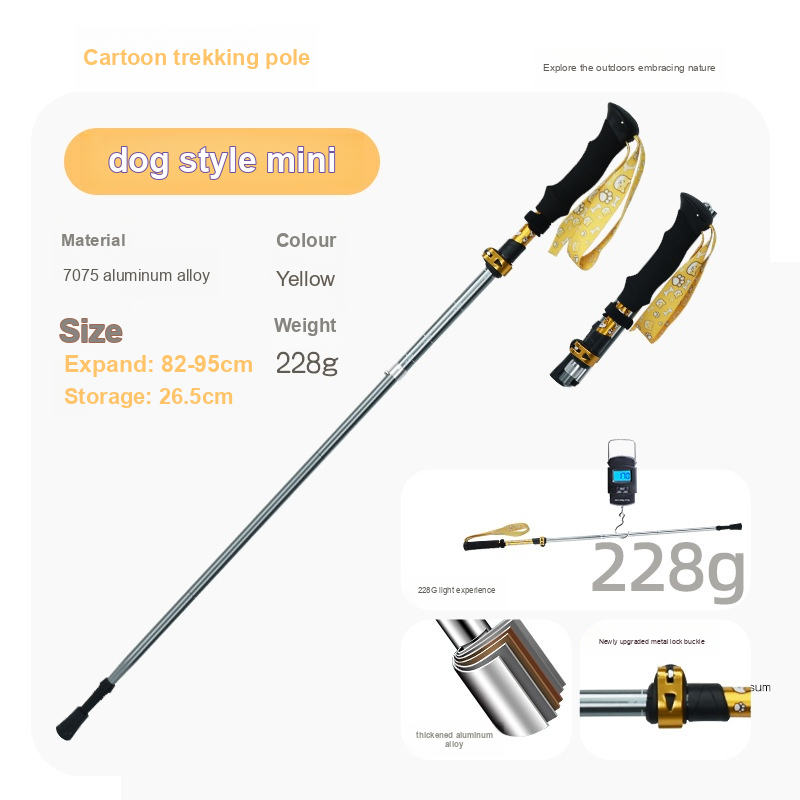 Cartoon trekking pole
Explore the outdoors embracing nature
dog style mini
Material
7075 aluminum alloy
Colour
Yellow
Size
Expand: 82-95cm
Storage: 26.5cm
Weight
228g
228g
228G light experience
thickened aluminum
alloy
Newly upgraded metal lock buckle
sum